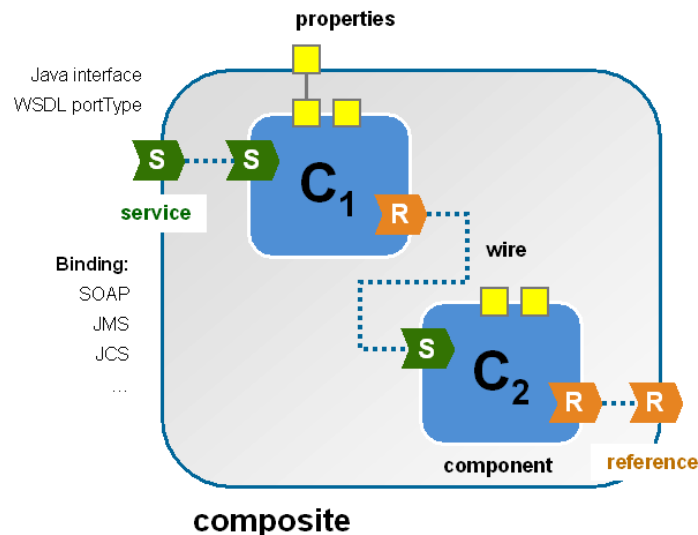 properties
Java interface
WSDL portType
S
S
C1
service
R
Binding:
wire
SOAP
JMS
JCS
...
S
C2
R
R
component
reference
composite